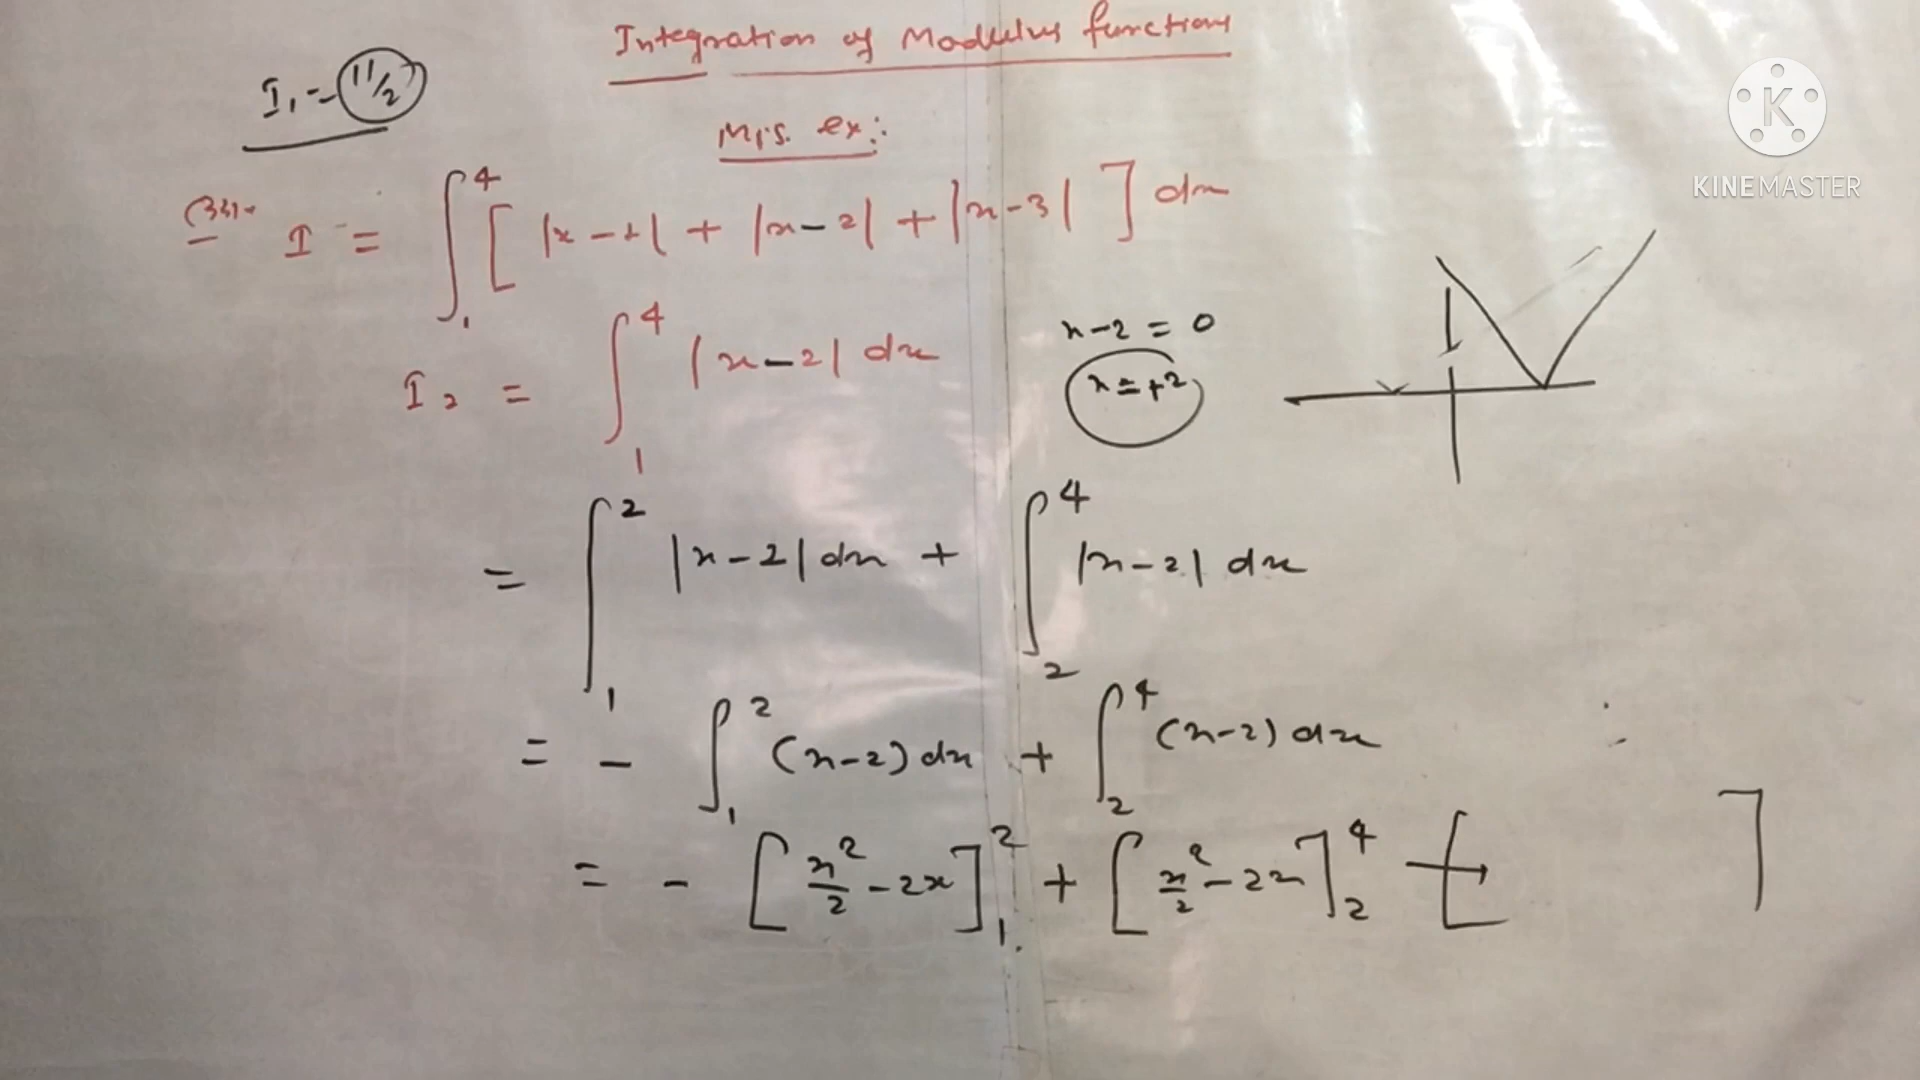 Integration of Modulus functions
I₁ = 11/2
Mis. ex:
I = ∫₁⁴ [ |x-1| + |x-2| + |x-3| ] dx
I₂ = ∫₁⁴ |x-2| dx
x-2 = 0
x = +2
= ∫₁² |x-2| dx + ∫₂⁴ |x-2| dx
= - ∫₁² (x-2) dx + ∫₂⁴ (x-2) dx
= - [ x²/2 - 2x ]₁² + [ x²/2 - 2x ]₂⁴
K
KINEMASTER